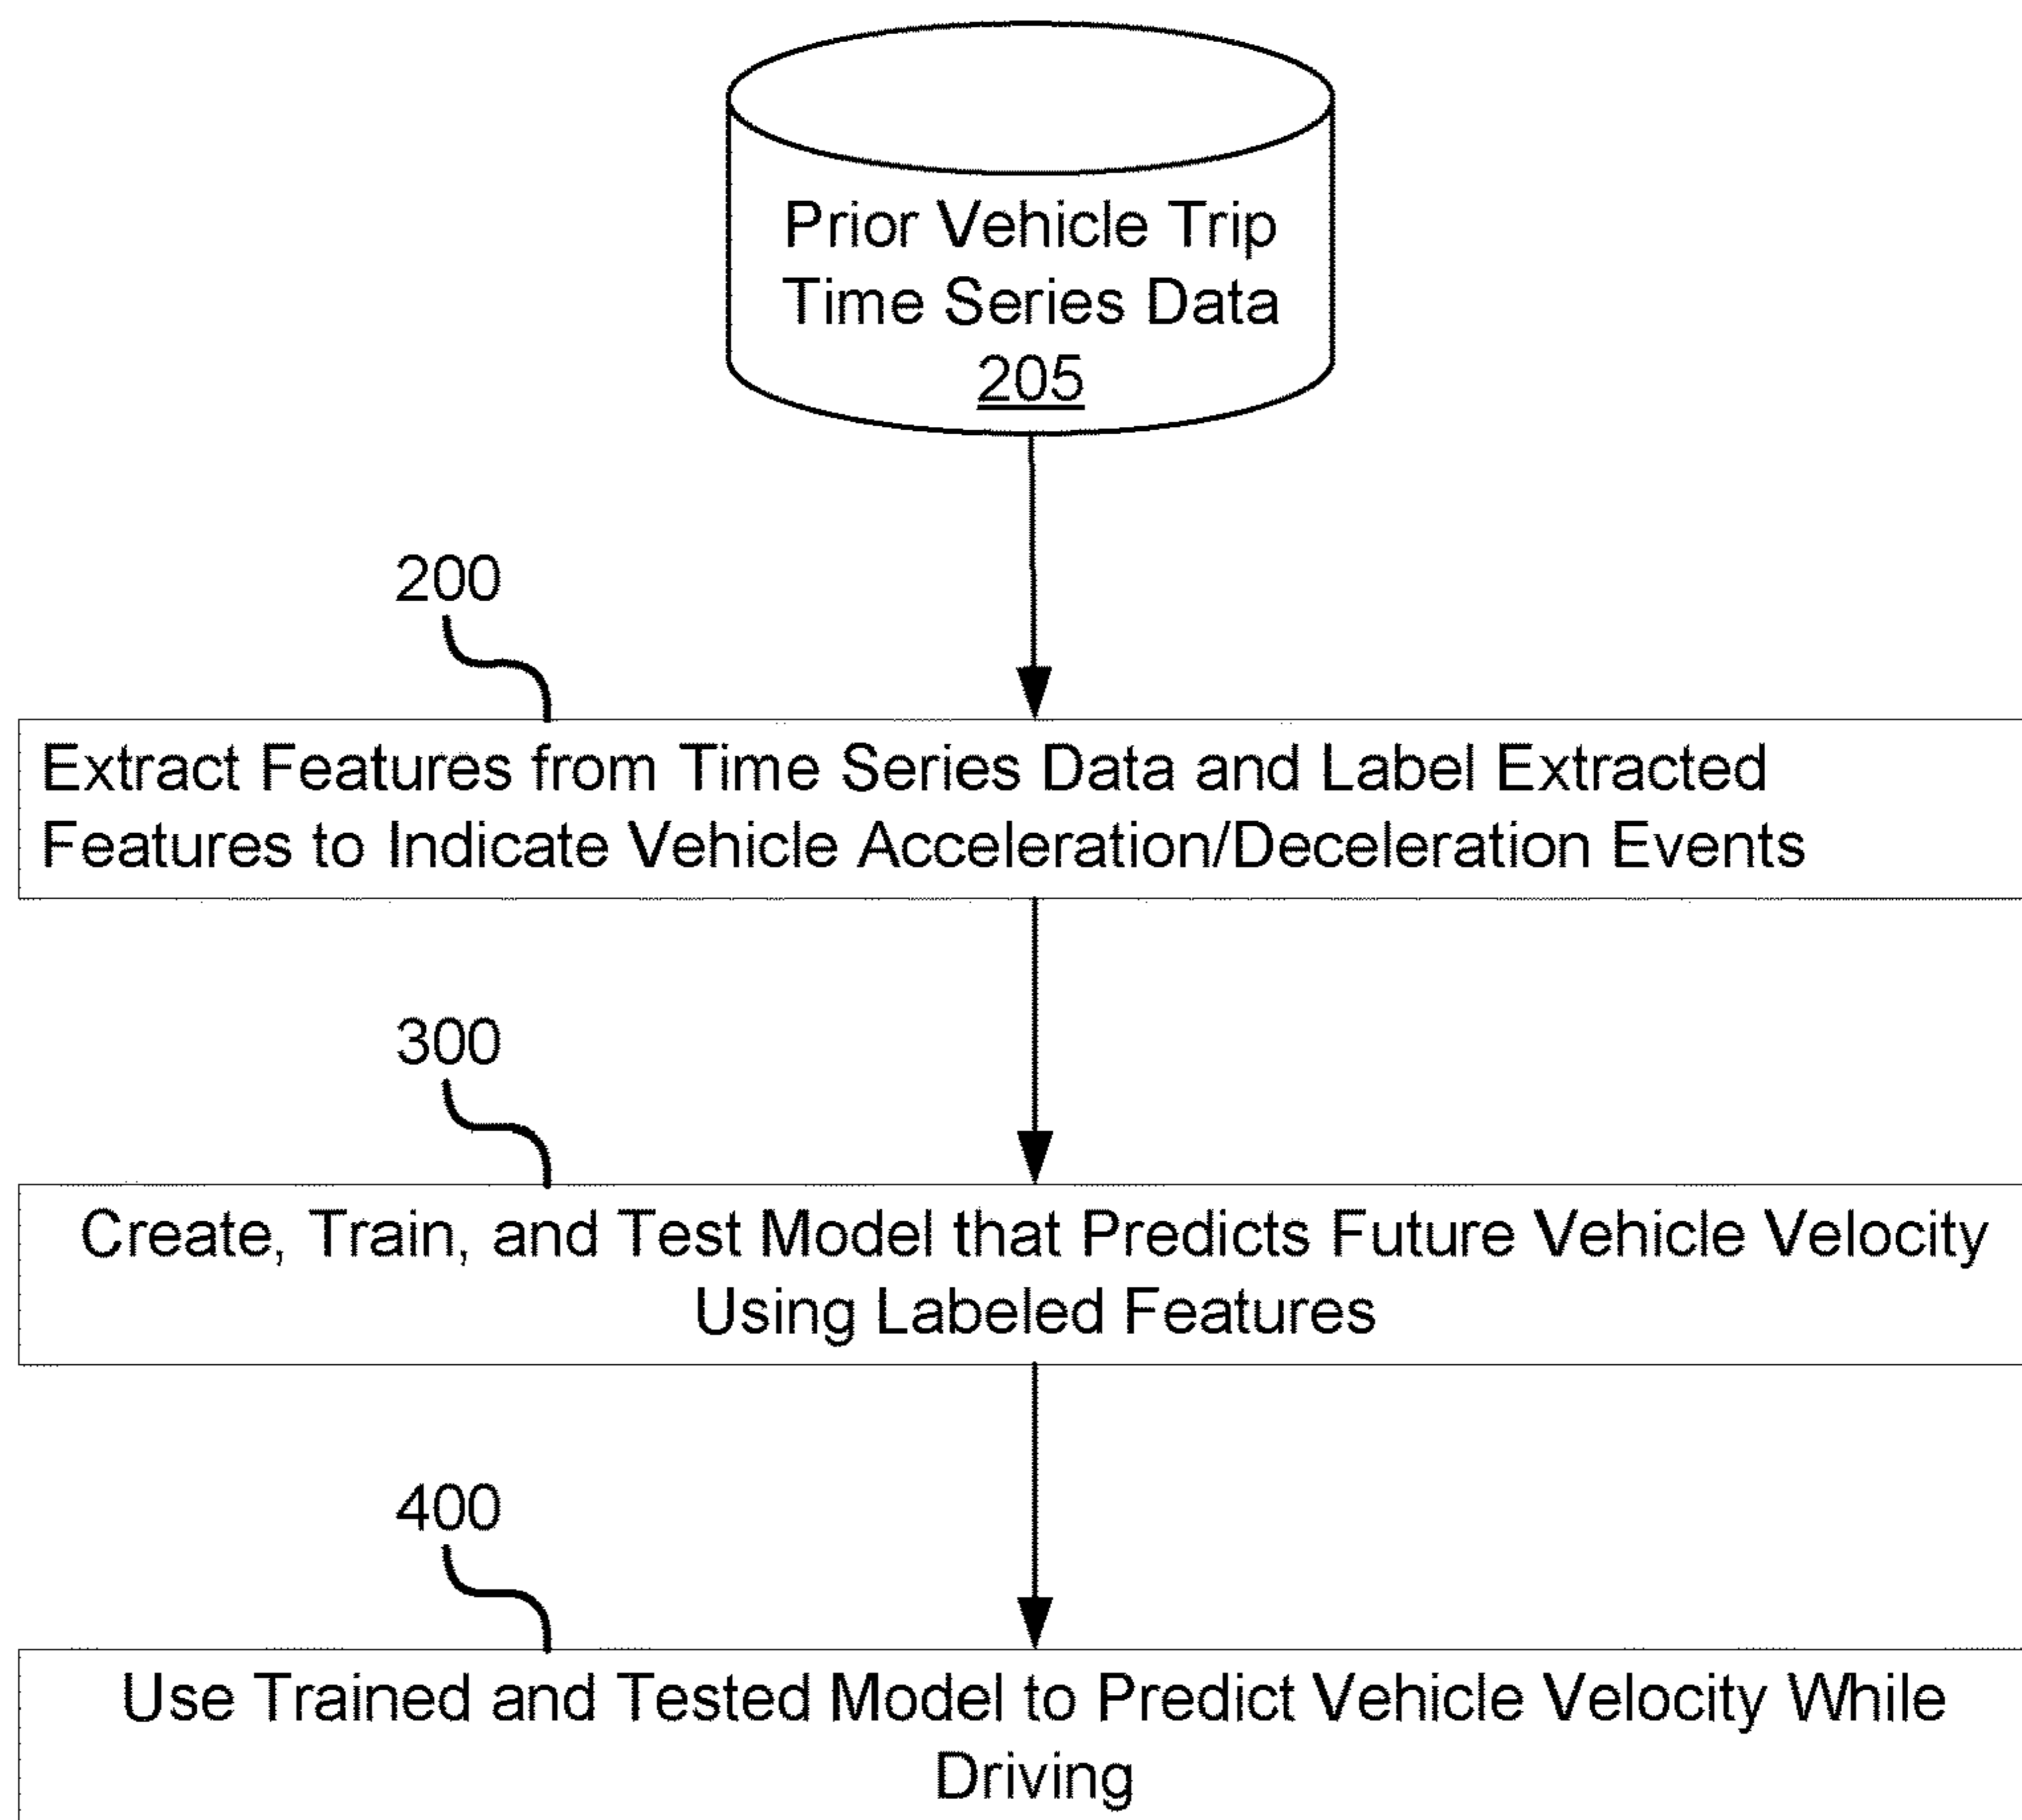 Prior Vehicle Trip
Time Series Data
205
200
Extract Features from Time Series Data and Label Extracted
Features to Indicate Vehicle Acceleration/Deceleration Events
300
Create, Train, and Test Model that Predicts Future Vehicle Velocity
Using Labeled Features
400
Use Trained and Tested Model to Predict Vehicle Velocity While
Driving